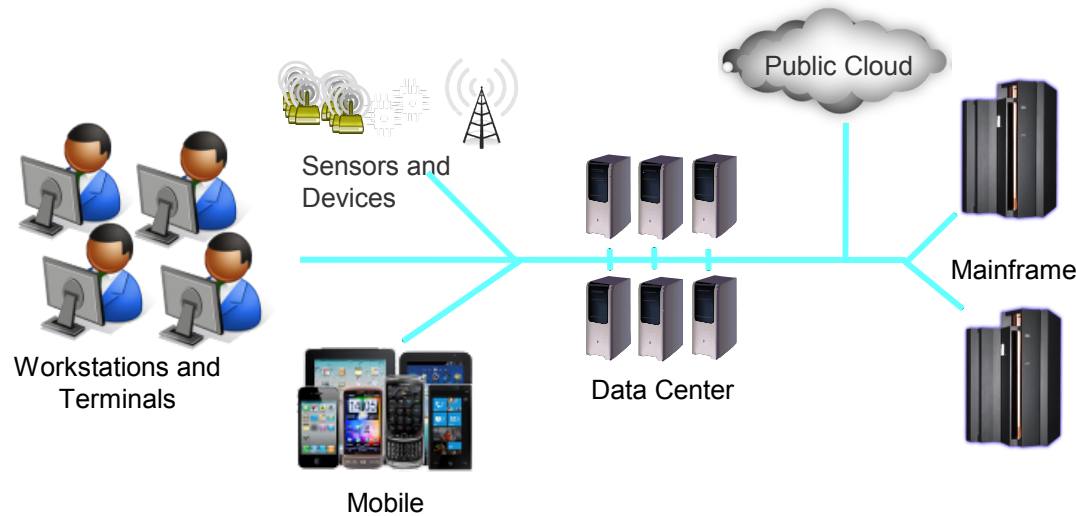 Public Cloud
Sensors and
Devices
Mainframe
Workstations and
Terminals
Data Center
Mobile